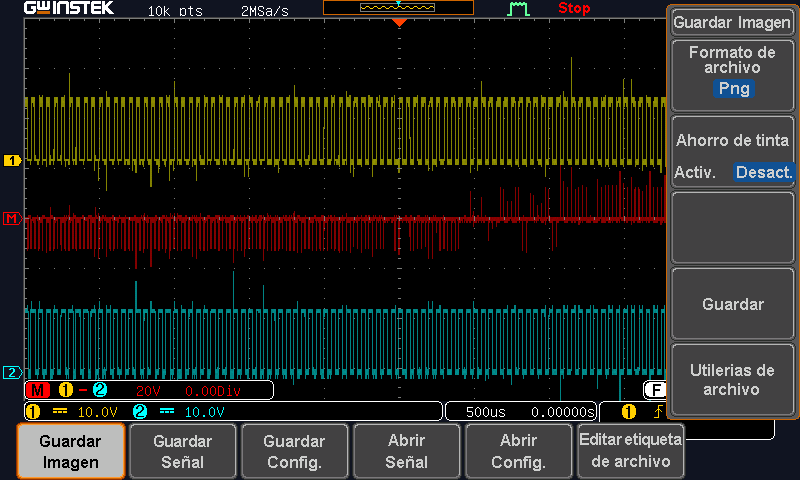 GWINSTEK 10k pts 2MSa/s Stop
Guardar Imagen
Formato de
archivo
Png
Ahorro de tinta
Activ. Desact.
1
M
2
Guardar
Utilerias de
archivo
M 1 - 2 20V 0.00Div
F
1 10.0V 2 10.0V 500us 0.00000s 1
Guardar
Imagen
Guardar
Señal
Guardar
Config.
Abrir
Señal
Abrir
Config.
Editar etiqueta
de archivo